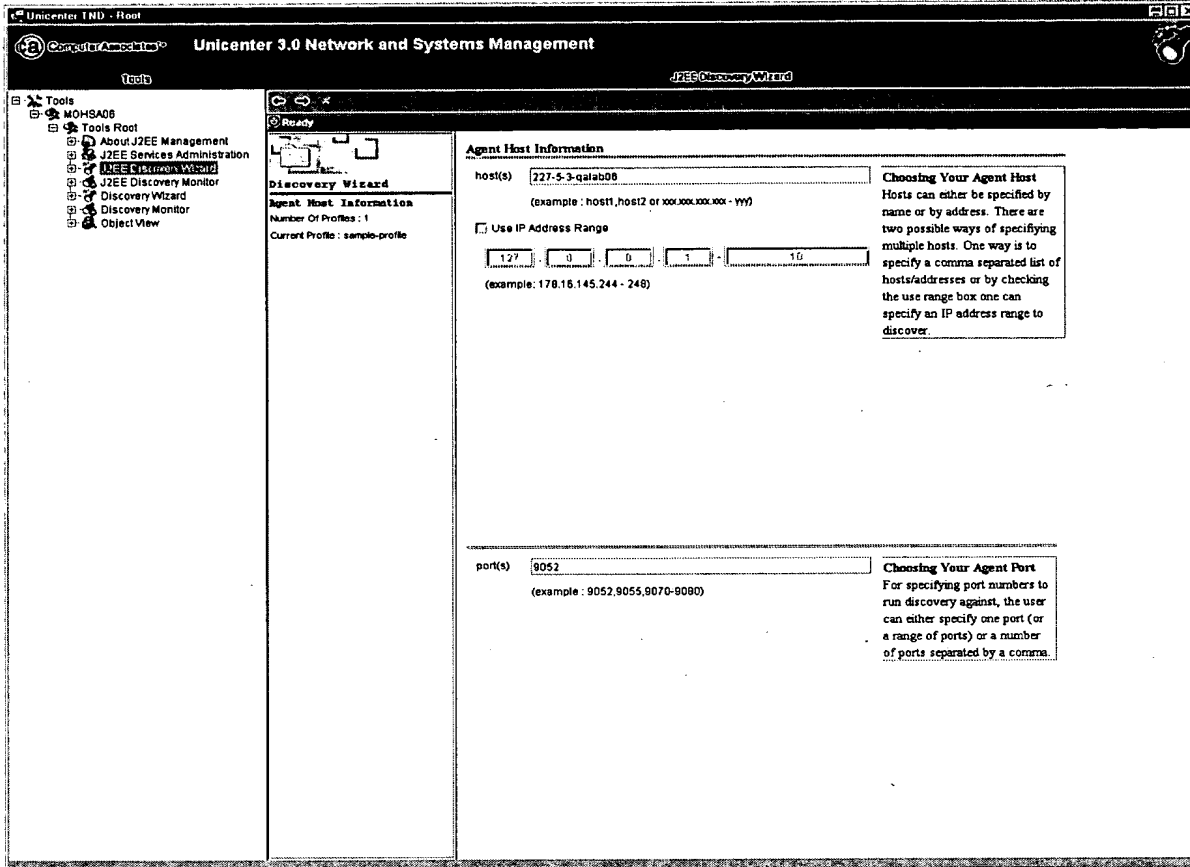 Unicenter TND - Root
Computer Associates™
Unicenter 3.0 Network and Systems Management
Tools
J2EE Discovery Wizard
Tools
MOHSA06
Tools Root
About J2EE Management
J2EE Services Administration
J2EE Discovery Wizard
J2EE Discovery Monitor
Discovery Wizard
Discovery Monitor
Object View
Ready
Discovery Wizard
Agent Host Information
Number Of Profiles : 1
Current Profile : sample-profile
Agent Host Information
host(s) 227-5-3-qalab06
(example : host1,host2 or xxx.xxx.xxx.xxx - yyy)
Use IP Address Range
127 . 0 . 0 . 1 - 10
(example: 178.16.145.244 - 248)
Choosing Your Agent Host
Hosts can either be specified by
name or by address. There are
two possible ways of specifiying
multiple hosts. One way is to
specify a comma separated list of
hosts/addresses or by checking
the use range box one can
specify an IP address range to
discover.
port(s) 9052
(example : 9052,9055,9070-9080)
Choosing Your Agent Port
For specifying port numbers to
run discovery against, the user
can either specify one port (or
a range of ports) or a number
of ports separated by a comma.